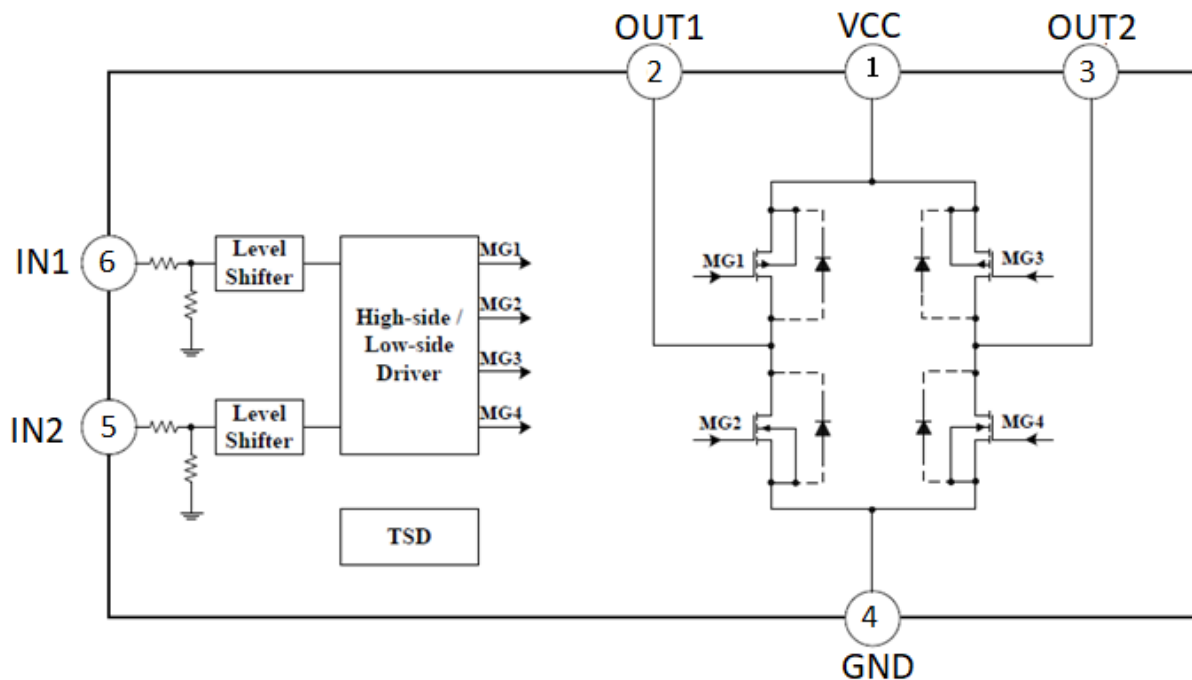 OUT1
VCC
OUT2
2
1
3
IN1
6
Level
Shifter
High-side /
Low-side
Driver
MG1
MG2
MG3
MG4
MG1
MG3
IN2
5
Level
Shifter
MG2
MG4
TSD
4
GND